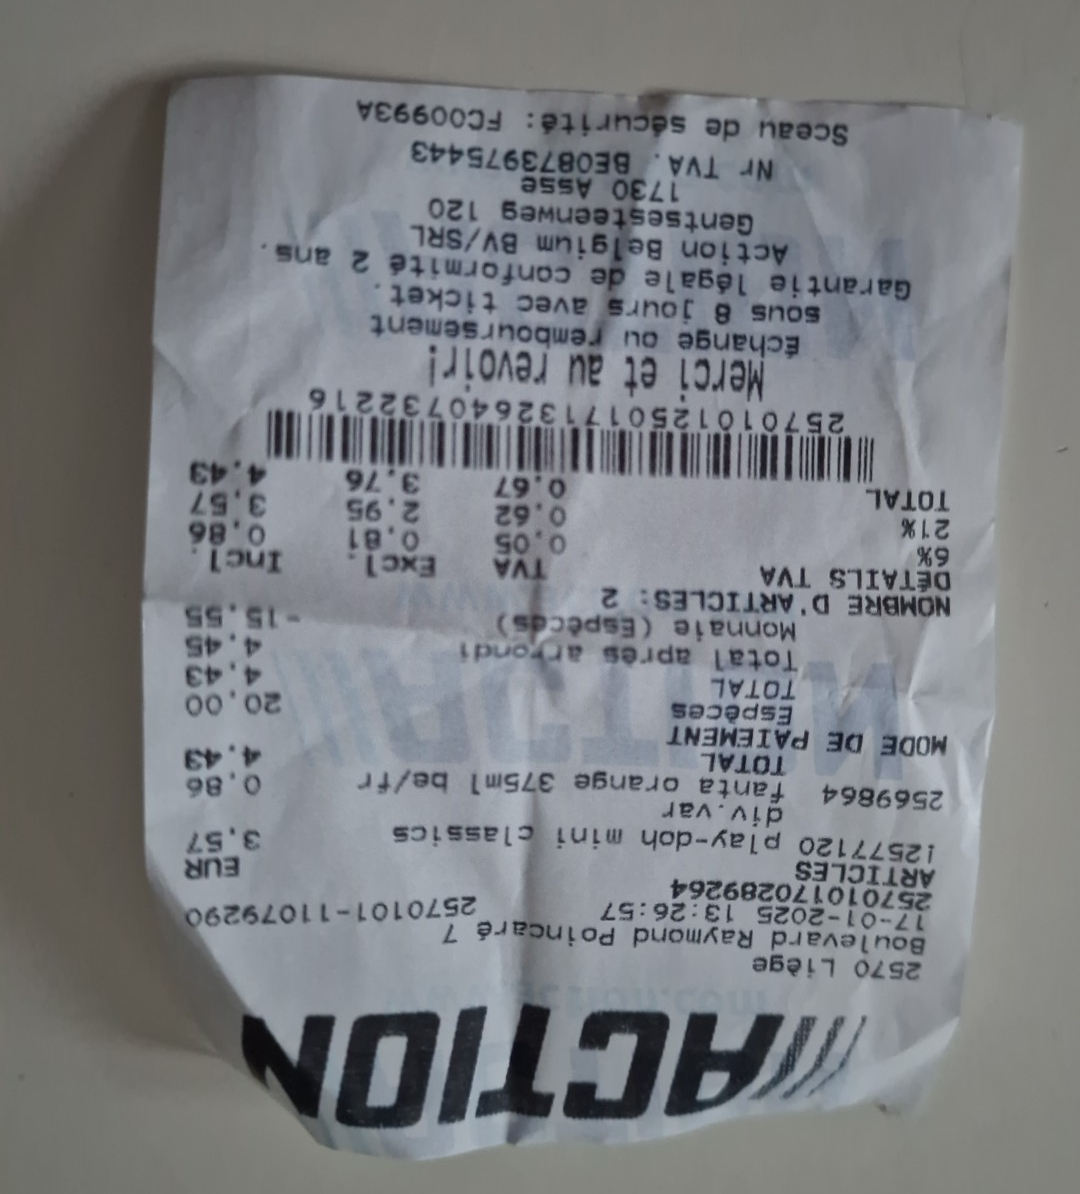 ACTION
2570 Liège
Boulevard Raymond Poincaré 7
17-01-2025 13:26:57 2570101-11079290
2570101170289264
ARTICLES EUR
12577120 play-doh mini classics 3,57
div.var
2569864 fanta orange 375ml be/fr 0,86
TOTAL 4,43
MODE DE PAIEMENT
Espèces 20,00
TOTAL 4,43
Total après arrondi 4,45
Monnaie (Espèces) -15,55
NOMBRE D'ARTICLES: 2
DÉTAILS TVA TVA Excl. Incl.
6% 0,05 0,81 0,86
21% 0,62 2,95 3,57
TOTAL 0,67 3,76 4,43
2570101250117132640732216
Merci et au revoir!
Échange ou remboursement
sous 8 jours avec ticket.
Garantie légale de conformité 2 ans.
Action Belgium BV/SRL
Gentsesteenweg 120
1730 Asse
Nr TVA. BE0873975443
Sceau de sécurité: FC00993A